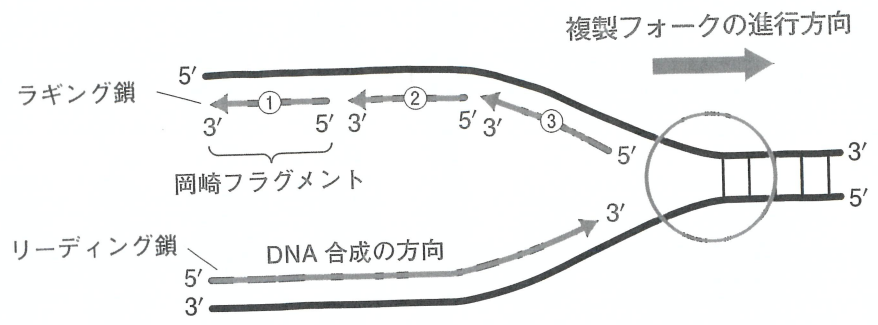 複製フォークの進行方向
5′
ラギング鎖
① ② ③
3′ 5′ 3′ 5′ 3′ 5′
岡崎フラグメント
3′
5′
3′
リーディング鎖
DNA 合成の方向
5′
3′